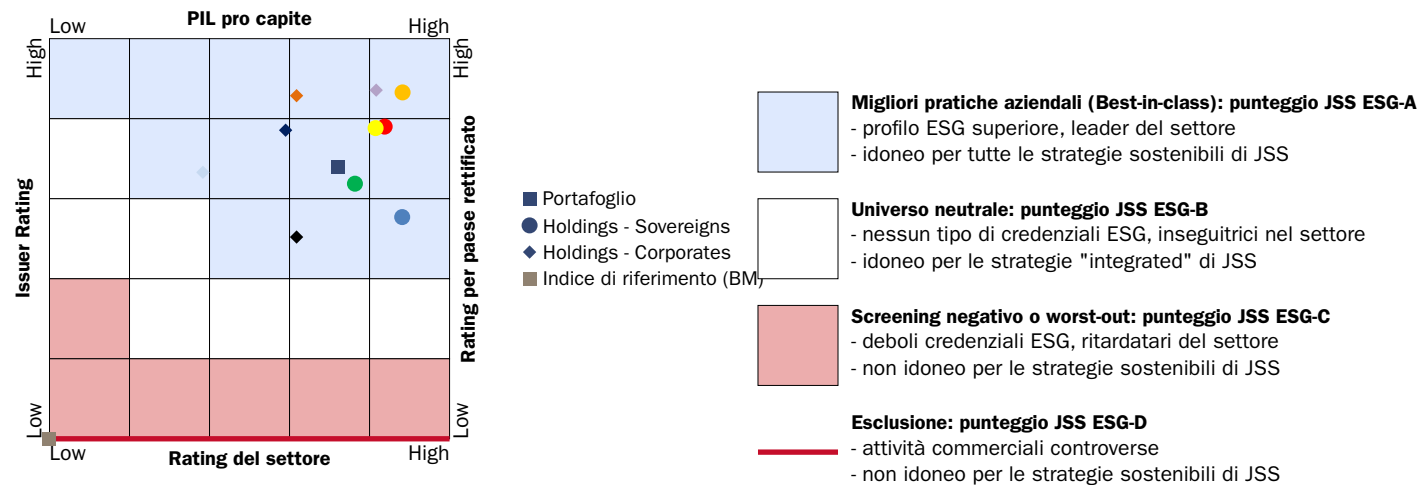 PIL pro capite
Low
High
High
High
Issuer Rating
Rating per paese rettificato
Low
Low
Low
High
Rating del settore
Portafoglio
Holdings - Sovereigns
Holdings - Corporates
Indice di riferimento (BM)
Migliori pratiche aziendali (Best-in-class): punteggio JSS ESG-A
- profilo ESG superiore, leader del settore
- idoneo per tutte le strategie sostenibili di JSS
Universo neutrale: punteggio JSS ESG-B
- nessun tipo di credenziali ESG, inseguitrici nel settore
- idoneo per le strategie "integrated" di JSS
Screening negativo o worst-out: punteggio JSS ESG-C
- deboli credenziali ESG, ritardatari del settore
- non idoneo per le strategie sostenibili di JSS
Esclusione: punteggio JSS ESG-D
- attività commerciali controverse
- non idoneo per le strategie sostenibili di JSS